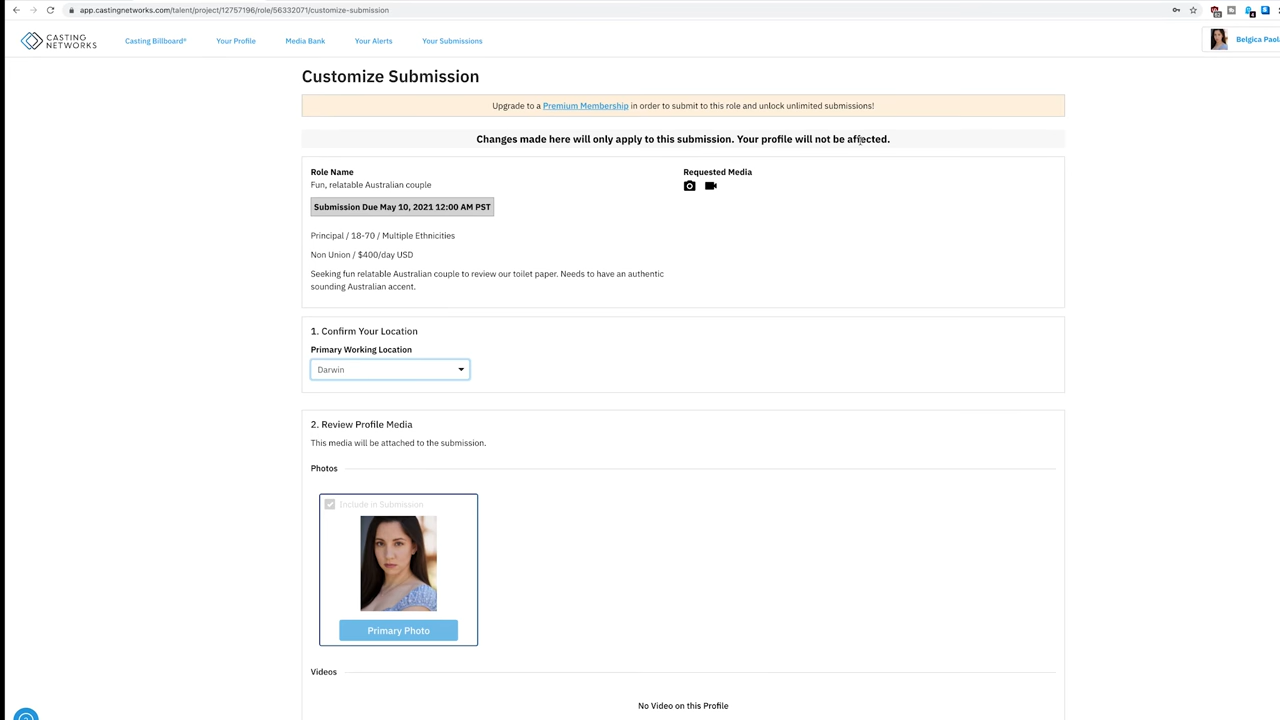 app.castingnetworks.com/talent/project/12757196/role/56332071/customize-submission
CASTING NETWORKS
Casting Billboard®
Your Profile
Media Bank
Your Alerts
Your Submissions
Belgica Paol
Customize Submission
Upgrade to a Premium Membership in order to submit to this role and unlock unlimited submissions!
Changes made here will only apply to this submission. Your profile will not be affected.
Role Name
Fun, relatable Australian couple
Submission Due May 10, 2021 12:00 AM PST
Principal / 18-70 / Multiple Ethnicities
Non Union / $400/day USD
Seeking fun relatable Australian couple to review our toilet paper. Needs to have an authentic
sounding Australian accent.
Requested Media
1. Confirm Your Location
Primary Working Location
Darwin
2. Review Profile Media
This media will be attached to the submission.
Photos
Include in Submission
Primary Photo
Videos
No Video on this Profile